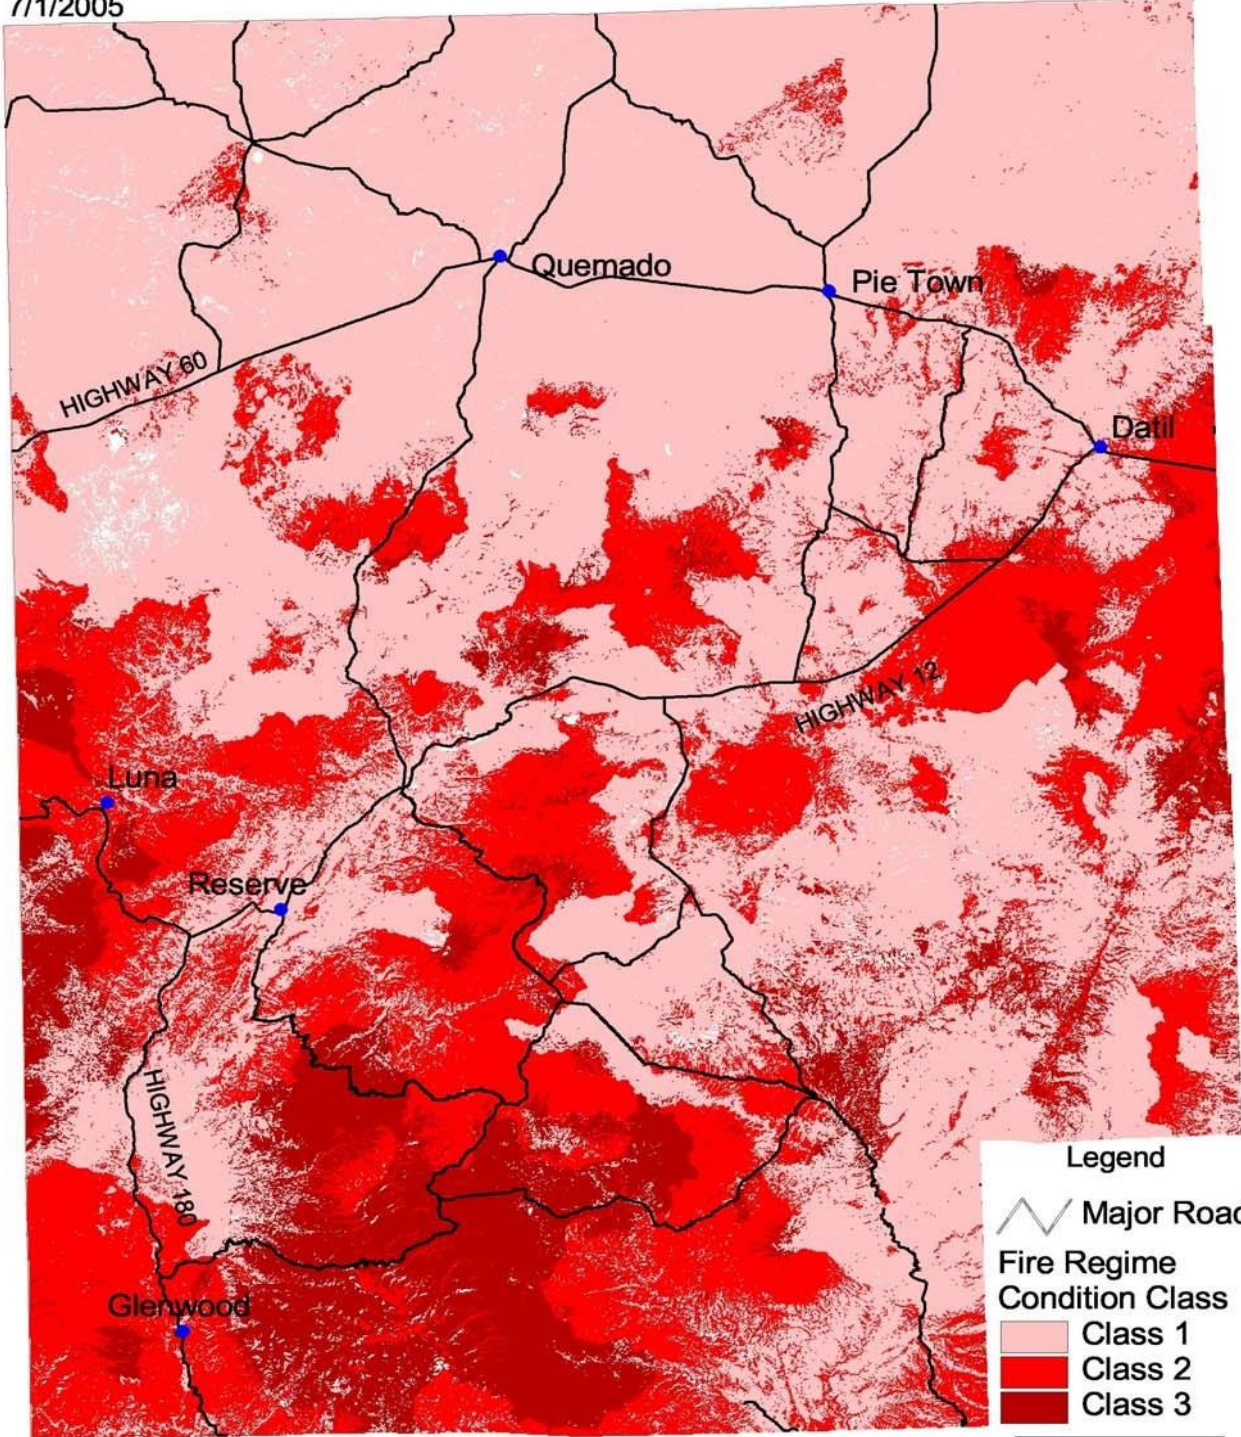 7/1/2005
Quemado
Pie Town
HIGHWAY 60
Datil
HIGHWAY 12
Luna
Reserve
HIGHWAY 180
Glenwood
Legend
Major Road
Fire Regime
Condition Class
Class 1
Class 2
Class 3